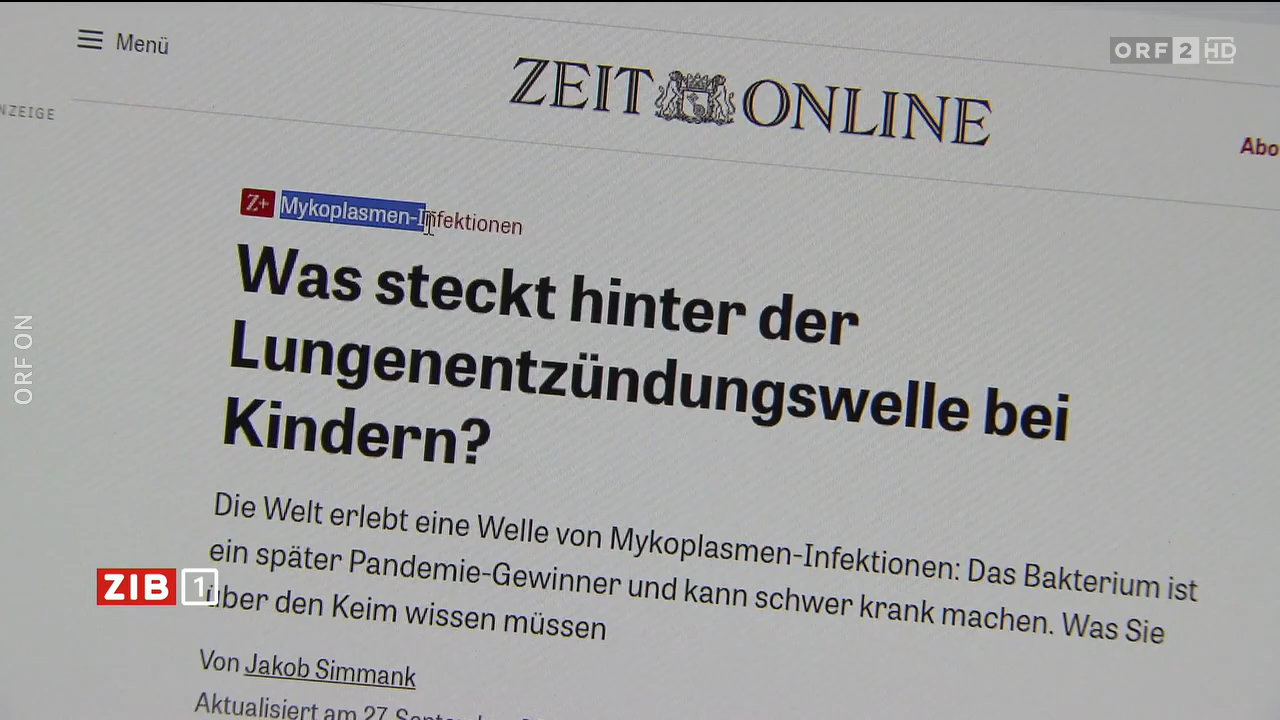 Menü
ORF 2 HD
ZEIT ONLINE
NZEIGE
Abo
Z+ Mykoplasmen-Infektionen
Was steckt hinter der
Lungenentzündungswelle bei
Kindern?
ORF ON
Die Welt erlebt eine Welle von Mykoplasmen-Infektionen: Das Bakterium ist
ein später Pandemie-Gewinner und kann schwer krank machen. Was Sie
über den Keim wissen müssen
ZIB 1
Von Jakob Simmank
Aktualisiert am 27